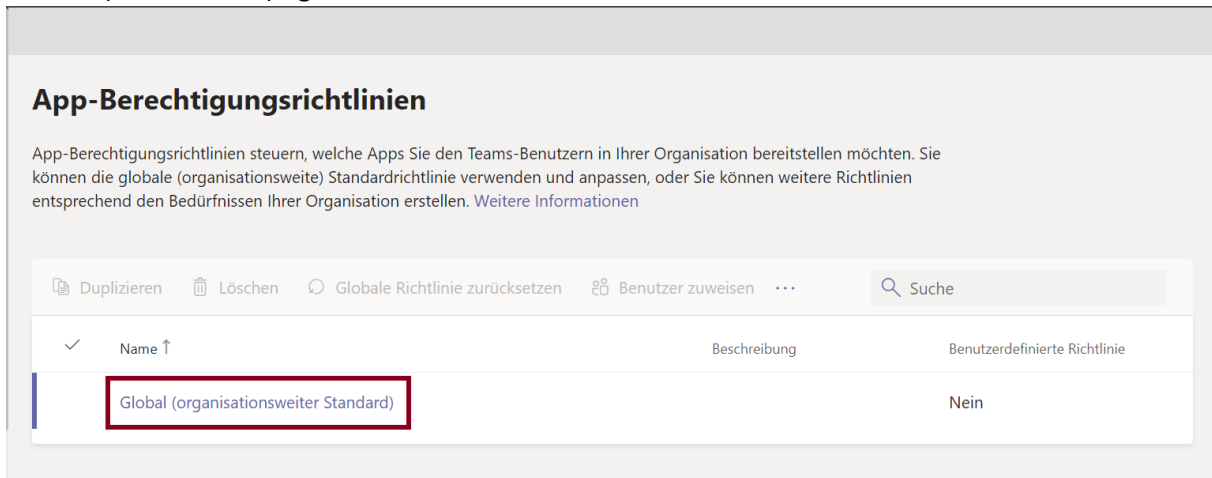 App-Berechtigungsrichtlinien
App-Berechtigungsrichtlinien steuern, welche Apps Sie den Teams-Benutzern in Ihrer Organisation bereitstellen möchten. Sie
können die globale (organisationsweite) Standardrichtlinie verwenden und anpassen, oder Sie können weitere Richtlinien
entsprechend den Bedürfnissen Ihrer Organisation erstellen. Weitere Informationen
Duplizieren Löschen Globale Richtlinie zurücksetzen Benutzer zuweisen ··· Suche
Name ↑ Beschreibung Benutzerdefinierte Richtlinie
Global (organisationsweiter Standard) Nein